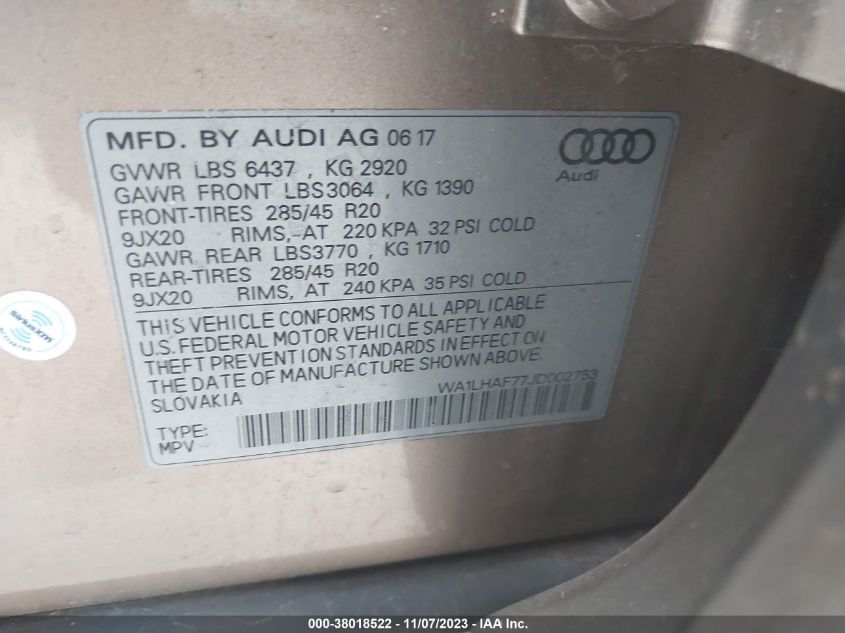 MFD. BY AUDI AG 06 17
Audi
GVWR LBS 6437 , KG 2920
GAWR FRONT LBS3064 , KG 1390
FRONT-TIRES 285/45 R20
9JX20 RIMS, AT 220 KPA 32 PSI COLD
GAWR REAR LBS3770 , KG 1710
REAR-TIRES 285/45 R20
9JX20 RIMS, AT 240 KPA 35 PSI COLD
THIS VEHICLE CONFORMS TO ALL APPLICABLE
U.S. FEDERAL MOTOR VEHICLE SAFETY AND
THEFT PREVENTION STANDARDS IN EFFECT ON
THE DATE OF MANUFACTURE SHOWN ABOVE.
SLOVAKIA
WA1LHAF77JD002753
TYPE:
MPV
siriusxm
000-38018522 - 11/07/2023 - IAA Inc.